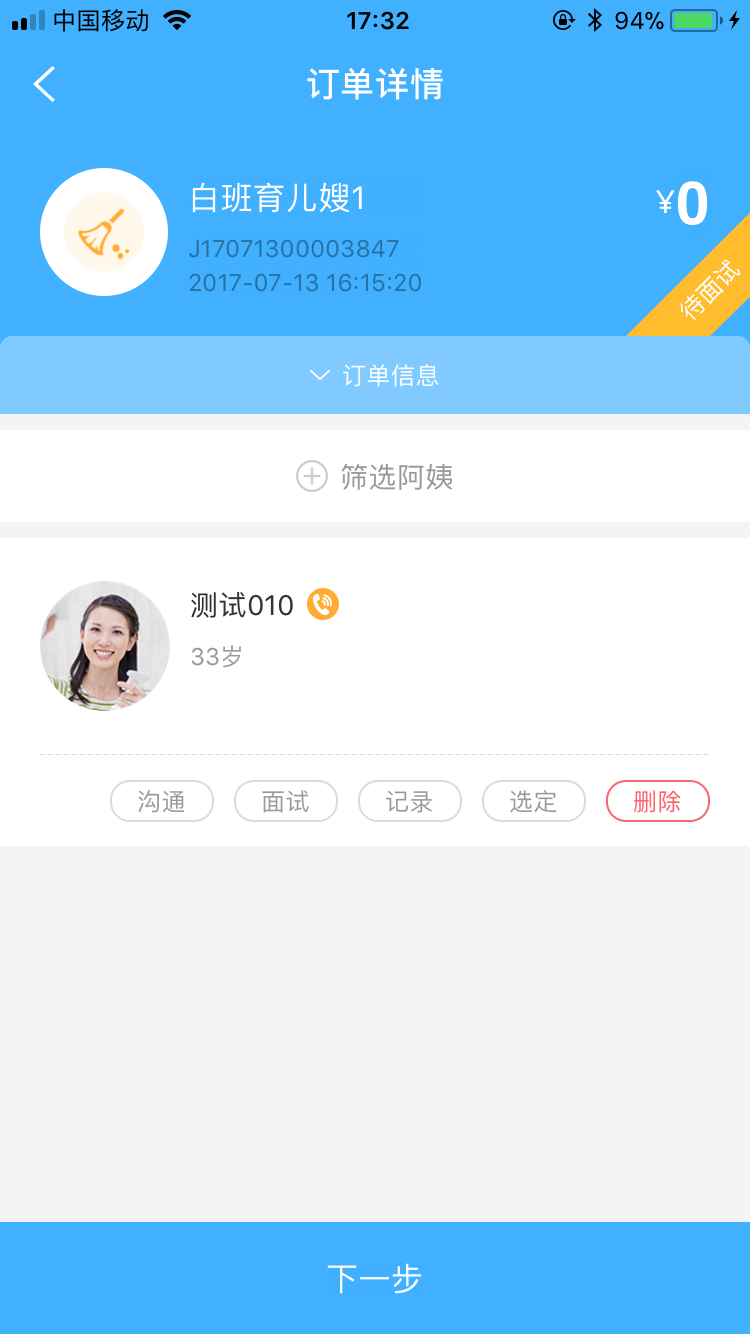 中国移动 17:32 94%
订单详情
白班育儿嫂1 ¥0
J17071300003847
2017-07-13 16:15:20
待面试
订单信息
筛选阿姨
测试010
33岁
沟通 面试 记录 选定 删除
下一步